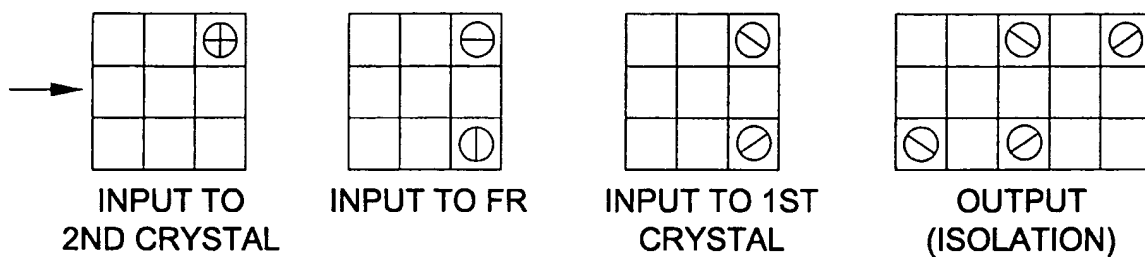 INPUT TO
2ND CRYSTAL
INPUT TO FR
INPUT TO 1ST
CRYSTAL
OUTPUT
(ISOLATION)